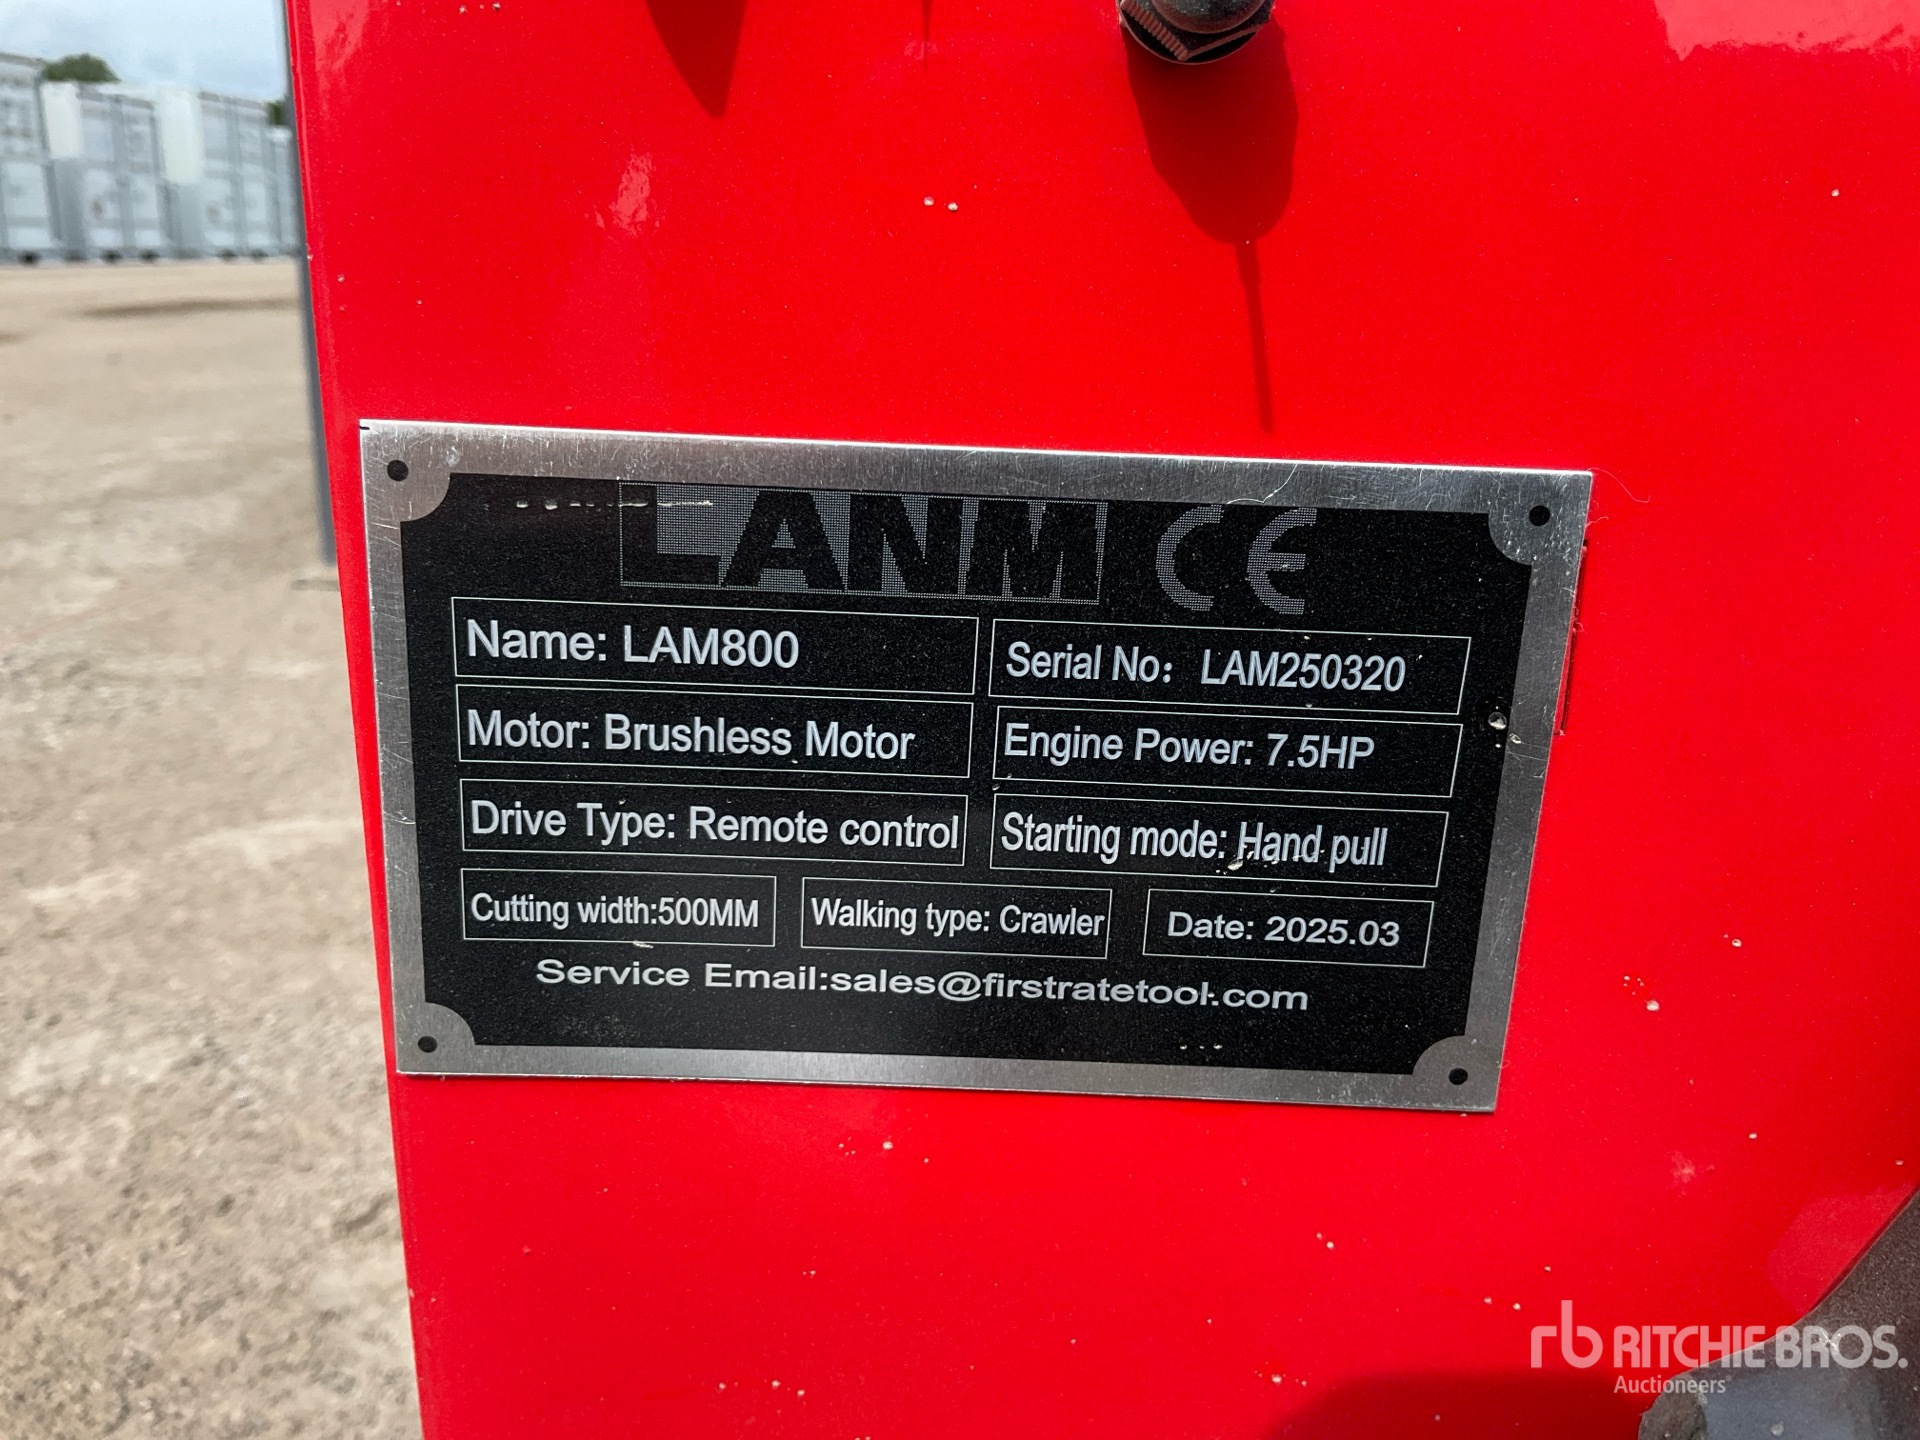 LANM CE
Name: LAM800
Serial No: LAM250320
Motor: Brushless Motor
Engine Power: 7.5HP
Drive Type: Remote control
Starting mode: Hand pull
Cutting width:500MM
Walking type: Crawler
Date: 2025.03
Service Email:sales@firstratetool.com
rb RITCHIE BROS.
Auctioneers